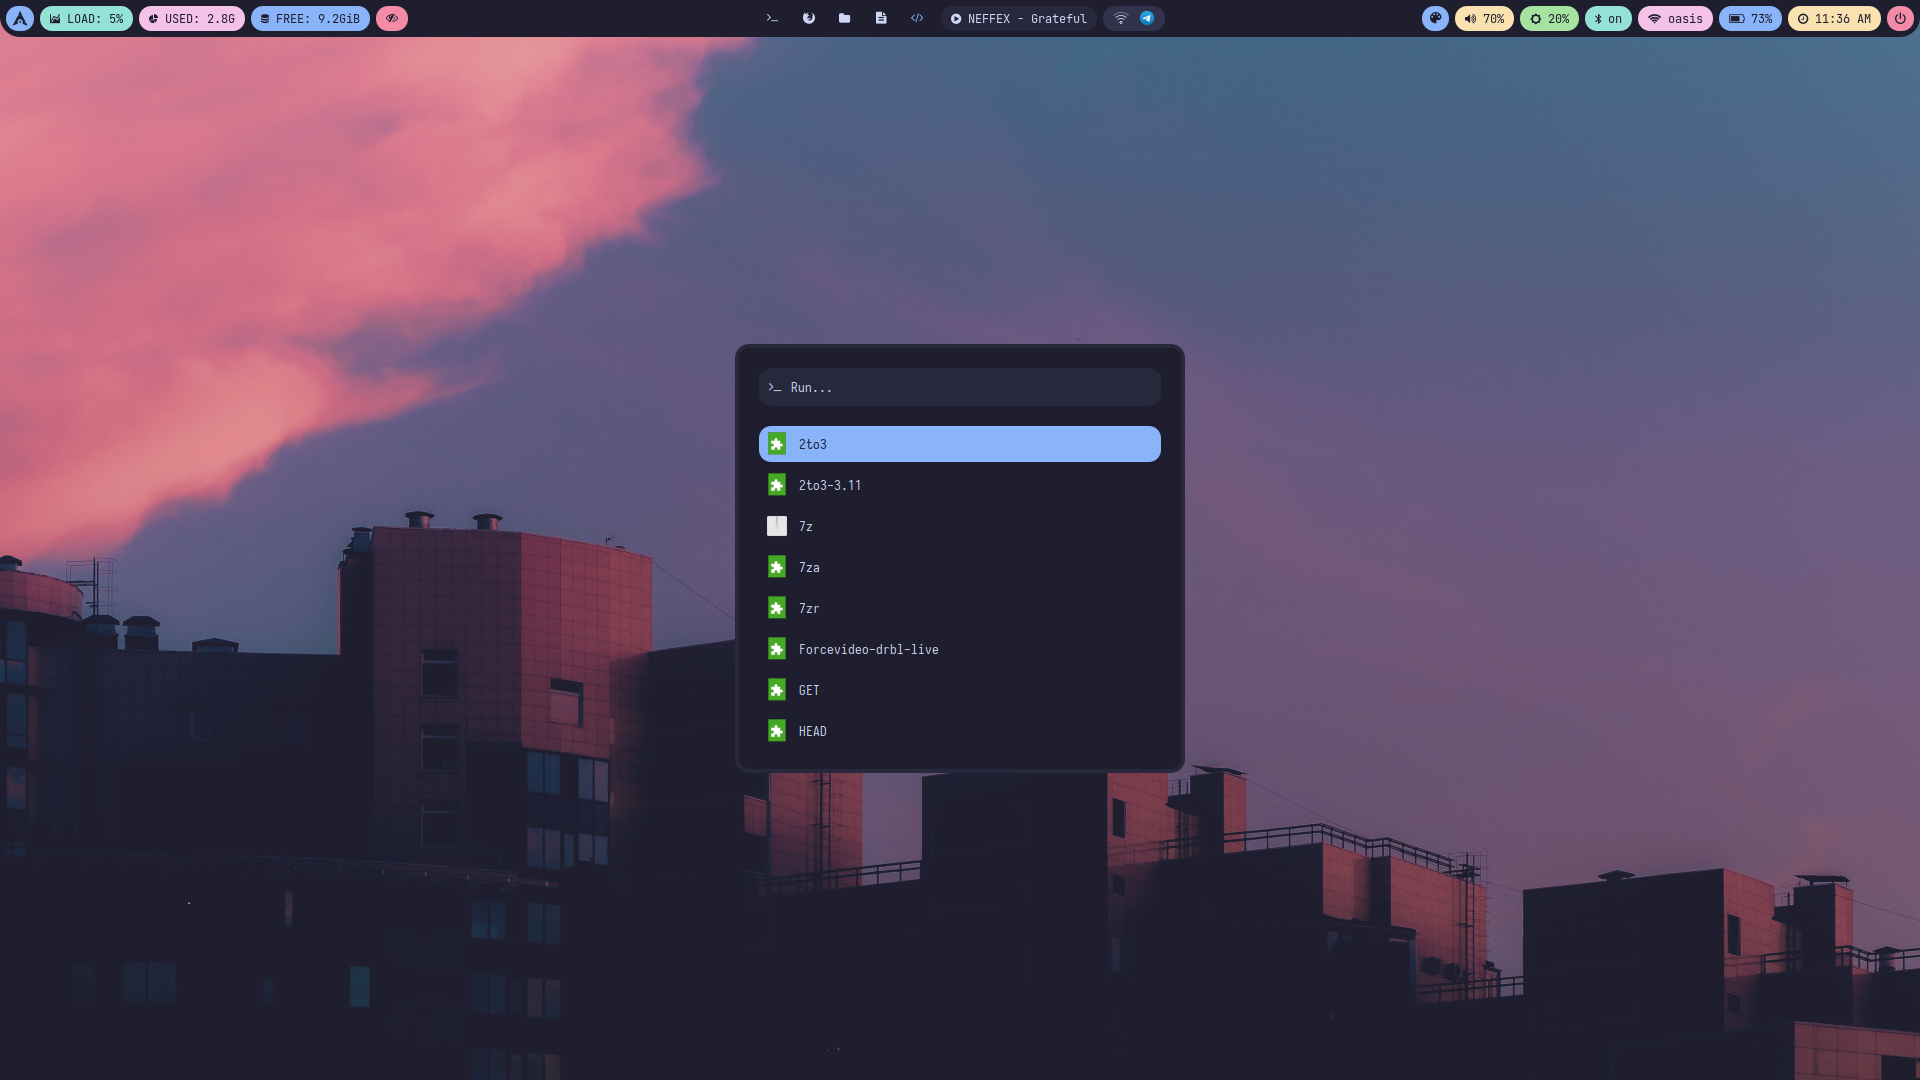 LOAD: 5% USED: 2.8G FREE: 9.2GiB NEFFEX - Grateful 70% 20% on oasis 73% 11:36 AM
Run...
2to3
2to3-3.11
7z
7za
7zr
Forcevideo-drbl-live
GET
HEAD